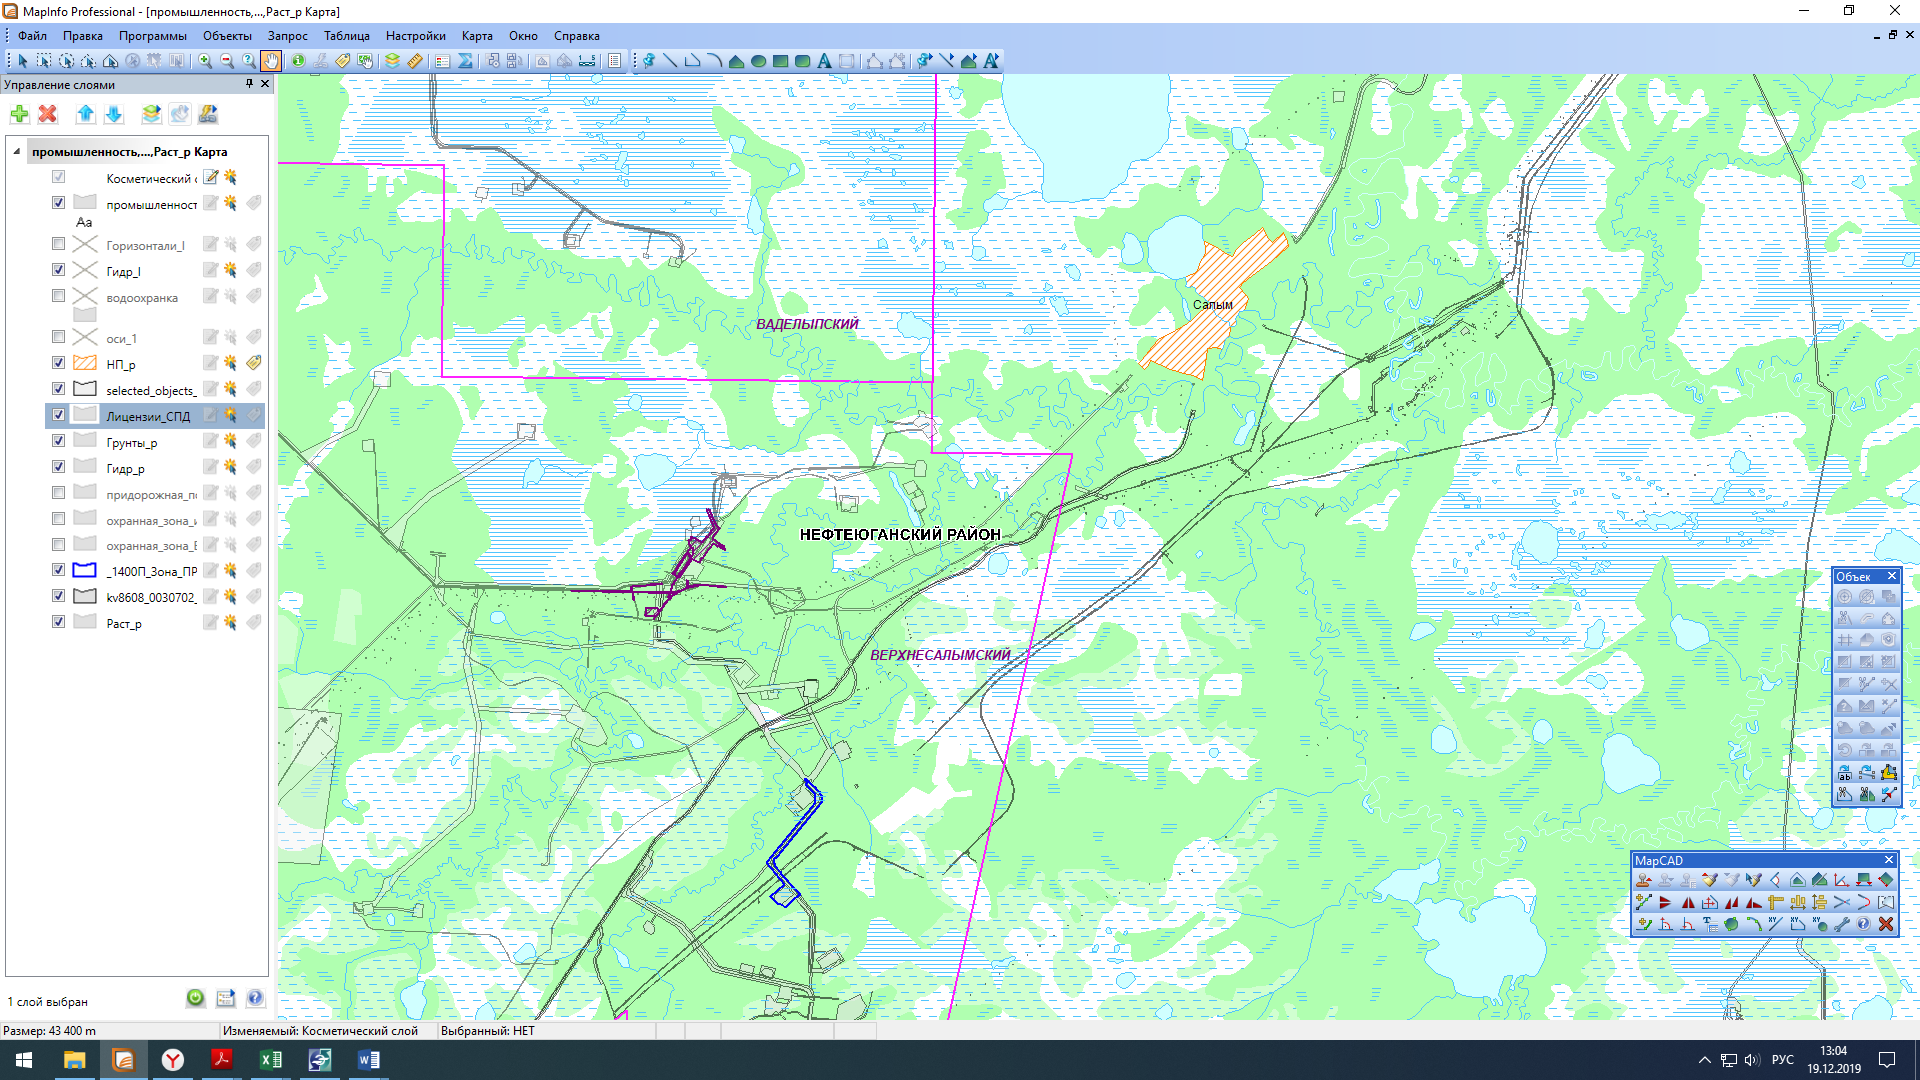 MapInfo Professional - [промышленность,...,Раст_р Карта]
Файл Правка Программы Объекты Запрос Таблица Настройки Карта Окно Справка
Управление слоями
промышленность,...,Раст_р Карта
Косметический с
промышленност
Aa
Горизонтали_l
Гидр_l
водоохранка
оси_1
НП_р
selected_objects_
Лицензии_СПД
Грунты_р
Гидр_р
придорожная_по
охранная_зона_и
охранная_зона_В
_1400П_Зона_ПР
kv8608_0030702_
Раст_р
1 слой выбран
ВАДЕЛЫПСКИЙ
Салым
НЕФТЕЮГАНСКИЙ РАЙОН
ВЕРХНЕСАЛЫМСКИЙ
Объек
MapCAD
Размер: 43 400 m Изменяемый: Косметический слой Выбранный: НЕТ
РУС
13:04
19.12.2019